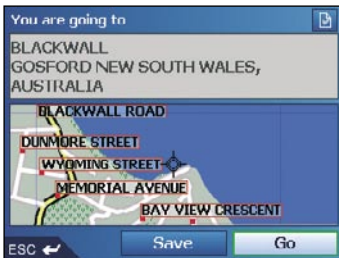 You are going to
BLACKWALL
GOSFORD NEW SOUTH WALES,
AUSTRALIA
BLACKWALL ROAD
DUNMORE STREET
WYOMING STREET
MEMORIAL AVENUE
BAY VIEW CRESCENT
ESC
Save
Go